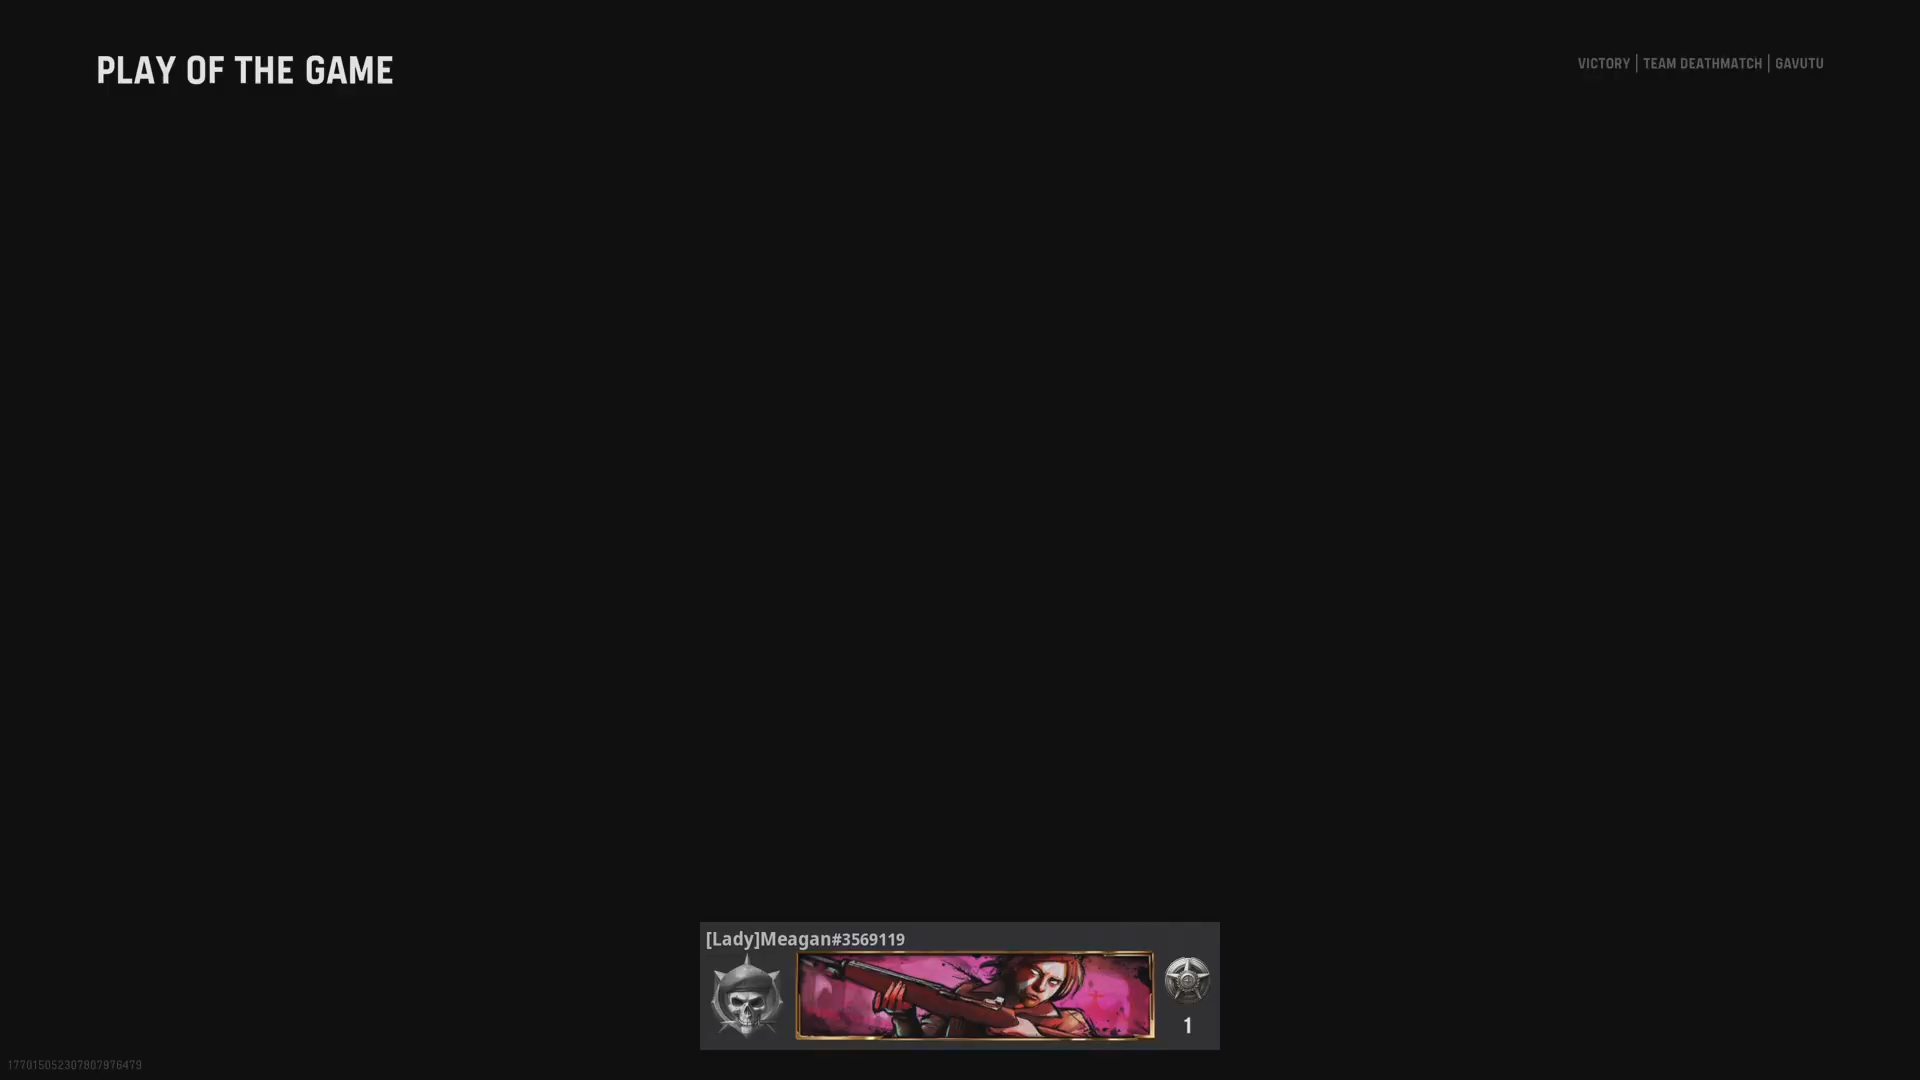 PLAY OF THE GAME
VICTORY | TEAM DEATHMATCH | GAVUTU
[Lady]Meagan#3569119
1
17701505230780797647​9